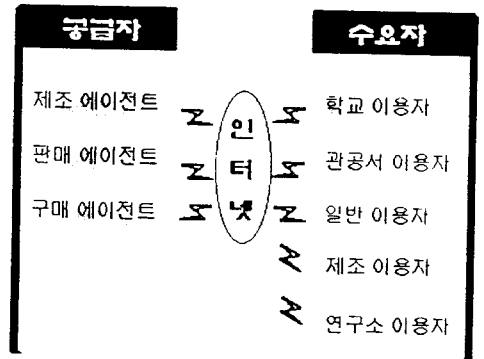 공급자
수요자
제조 에이전트
판매 에이전트
구매 에이전트
인
터
넷
학교 이용자
관공서 이용자
일반 이용자
제조 이용자
연구소 이용자